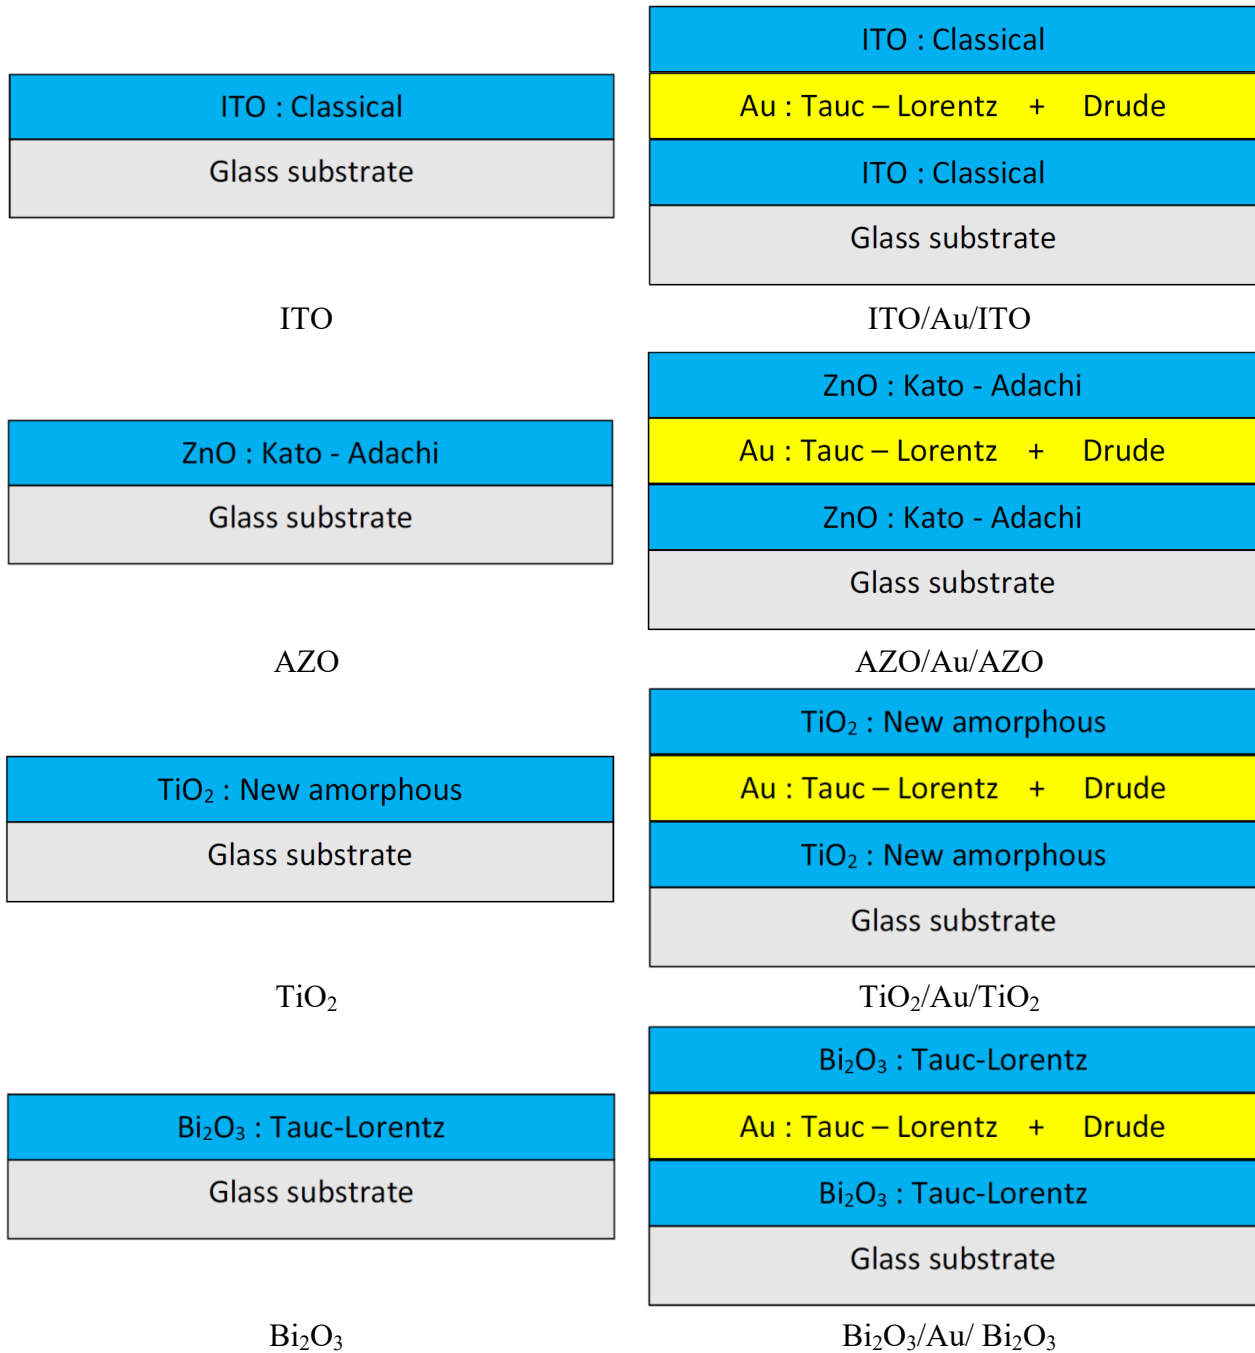 ITO : Classical
Glass substrate
ITO
ITO : Classical
Au : Tauc – Lorentz + Drude
ITO : Classical
Glass substrate
ITO/Au/ITO
ZnO : Kato - Adachi
Glass substrate
AZO
ZnO : Kato - Adachi
Au : Tauc – Lorentz + Drude
ZnO : Kato - Adachi
Glass substrate
AZO/Au/AZO
TiO₂ : New amorphous
Glass substrate
TiO₂
TiO₂ : New amorphous
Au : Tauc – Lorentz + Drude
TiO₂ : New amorphous
Glass substrate
TiO₂/Au/TiO₂
Bi₂O₃ : Tauc-Lorentz
Glass substrate
Bi₂O₃
Bi₂O₃ : Tauc-Lorentz
Au : Tauc – Lorentz + Drude
Bi₂O₃ : Tauc-Lorentz
Glass substrate
Bi₂O₃/Au/ Bi₂O₃